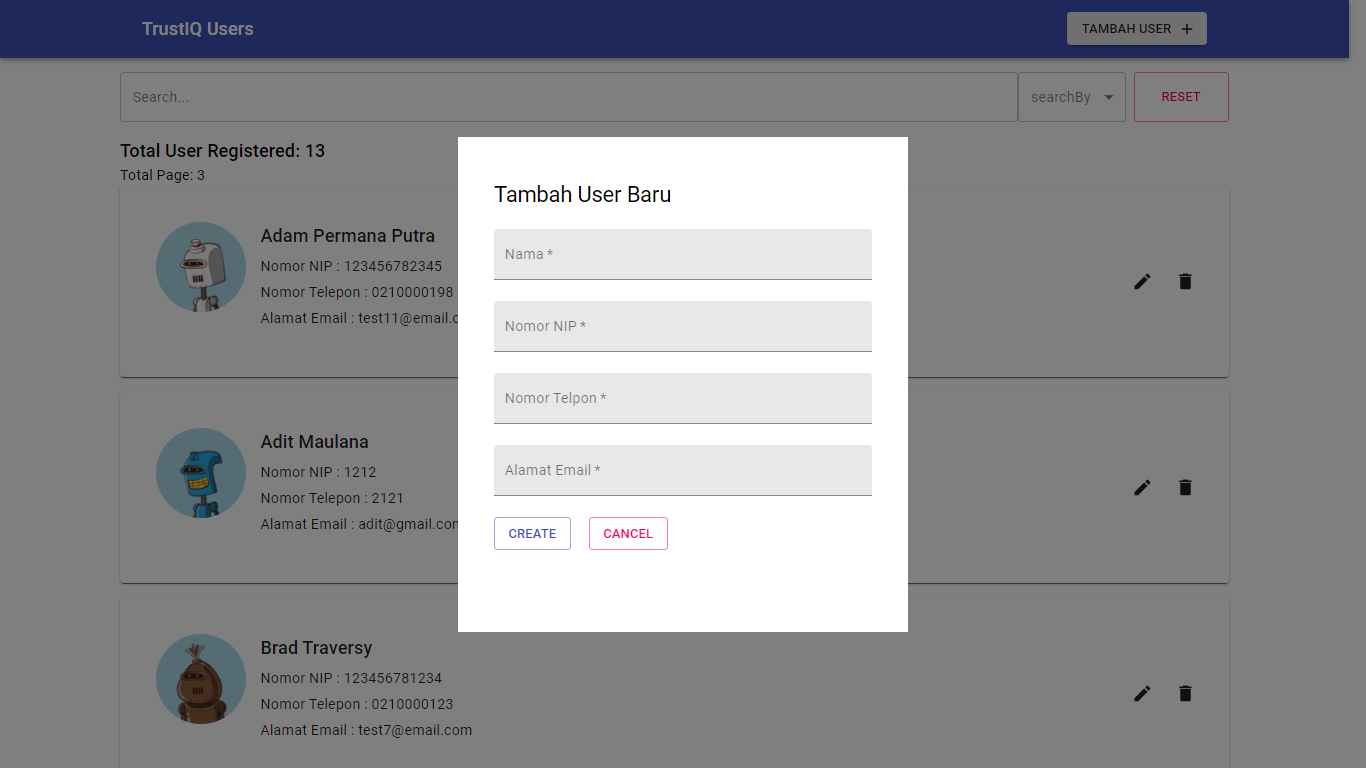 TrustIQ Users
TAMBAH USER +
Search...
searchBy
RESET
Total User Registered: 13
Total Page: 3
Adam Permana Putra
Nomor NIP : 123456782345
Nomor Telepon : 0210000198
Alamat Email : test11@email.c
Adit Maulana
Nomor NIP : 1212
Nomor Telepon : 2121
Alamat Email : adit@gmail.com
Brad Traversy
Nomor NIP : 123456781234
Nomor Telepon : 0210000123
Alamat Email : test7@email.com
Tambah User Baru
Nama *
Nomor NIP *
Nomor Telpon *
Alamat Email *
CREATE
CANCEL